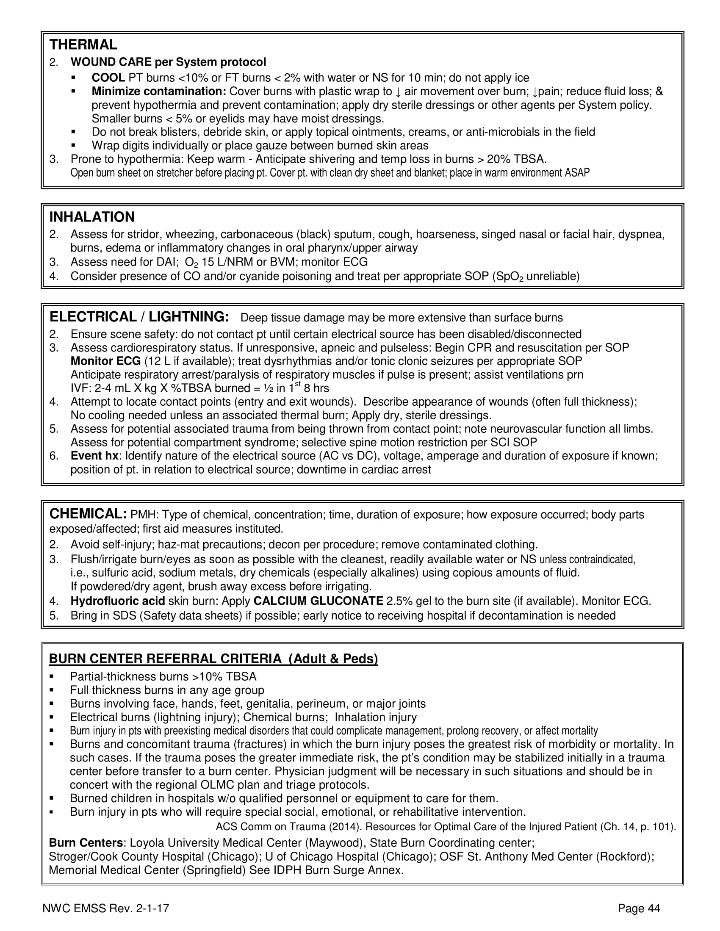 THERMAL
2. WOUND CARE per System protocol
▪ COOL PT burns <10% or FT burns < 2% with water or NS for 10 min; do not apply ice
▪ Minimize contamination: Cover burns with plastic wrap to ↓ air movement over burn; ↓pain; reduce fluid loss; &
prevent hypothermia and prevent contamination; apply dry sterile dressings or other agents per System policy.
Smaller burns < 5% or eyelids may have moist dressings.
▪ Do not break blisters, debride skin, or apply topical ointments, creams, or anti-microbials in the field
▪ Wrap digits individually or place gauze between burned skin areas
3. Prone to hypothermia: Keep warm - Anticipate shivering and temp loss in burns > 20% TBSA.
Open burn sheet on stretcher before placing pt. Cover pt. with clean dry sheet and blanket; place in warm environment ASAP
INHALATION
2. Assess for stridor, wheezing, carbonaceous (black) sputum, cough, hoarseness, singed nasal or facial hair, dyspnea,
burns, edema or inflammatory changes in oral pharynx/upper airway
3. Assess need for DAI; O2 15 L/NRM or BVM; monitor ECG
4. Consider presence of CO and/or cyanide poisoning and treat per appropriate SOP (SpO2 unreliable)
ELECTRICAL / LIGHTNING: Deep tissue damage may be more extensive than surface burns
2. Ensure scene safety: do not contact pt until certain electrical source has been disabled/disconnected
3. Assess cardiorespiratory status. If unresponsive, apneic and pulseless: Begin CPR and resuscitation per SOP
Monitor ECG (12 L if available); treat dysrhythmias and/or tonic clonic seizures per appropriate SOP
Anticipate respiratory arrest/paralysis of respiratory muscles if pulse is present; assist ventilations prn
IVF: 2-4 mL X kg X %TBSA burned = ½ in 1st 8 hrs
4. Attempt to locate contact points (entry and exit wounds). Describe appearance of wounds (often full thickness);
No cooling needed unless an associated thermal burn; Apply dry, sterile dressings.
5. Assess for potential associated trauma from being thrown from contact point; note neurovascular function all limbs.
Assess for potential compartment syndrome; selective spine motion restriction per SCI SOP
6. Event hx: Identify nature of the electrical source (AC vs DC), voltage, amperage and duration of exposure if known;
position of pt. in relation to electrical source; downtime in cardiac arrest
CHEMICAL: PMH: Type of chemical, concentration; time, duration of exposure; how exposure occurred; body parts
exposed/affected; first aid measures instituted.
2. Avoid self-injury; haz-mat precautions; decon per procedure; remove contaminated clothing.
3. Flush/irrigate burn/eyes as soon as possible with the cleanest, readily available water or NS unless contraindicated,
i.e., sulfuric acid, sodium metals, dry chemicals (especially alkalines) using copious amounts of fluid.
If powdered/dry agent, brush away excess before irrigating.
4. Hydrofluoric acid skin burn: Apply CALCIUM GLUCONATE 2.5% gel to the burn site (if available). Monitor ECG.
5. Bring in SDS (Safety data sheets) if possible; early notice to receiving hospital if decontamination is needed
BURN CENTER REFERRAL CRITERIA (Adult & Peds)
▪ Partial-thickness burns >10% TBSA
▪ Full thickness burns in any age group
▪ Burns involving face, hands, feet, genitalia, perineum, or major joints
▪ Electrical burns (lightning injury); Chemical burns; Inhalation injury
▪ Burn injury in pts with preexisting medical disorders that could complicate management, prolong recovery, or affect mortality
▪ Burns and concomitant trauma (fractures) in which the burn injury poses the greatest risk of morbidity or mortality. In
such cases. If the trauma poses the greater immediate risk, the pt's condition may be stabilized initially in a trauma
center before transfer to a burn center. Physician judgment will be necessary in such situations and should be in
concert with the regional OLMC plan and triage protocols.
▪ Burned children in hospitals w/o qualified personnel or equipment to care for them.
▪ Burn injury in pts who will require special social, emotional, or rehabilitative intervention.
ACS Comm on Trauma (2014). Resources for Optimal Care of the Injured Patient (Ch. 14, p. 101).
Burn Centers: Loyola University Medical Center (Maywood), State Burn Coordinating center;
Stroger/Cook County Hospital (Chicago); U of Chicago Hospital (Chicago); OSF St. Anthony Med Center (Rockford);
Memorial Medical Center (Springfield) See IDPH Burn Surge Annex.
NWC EMSS Rev. 2-1-17 Page 44